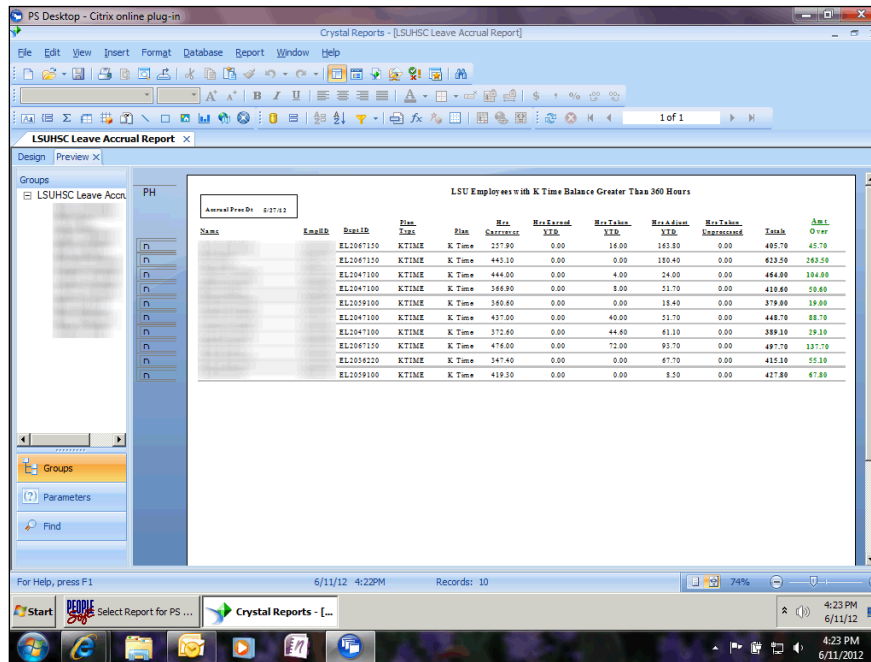 PS Desktop - Citrix online plug-in
Crystal Reports - [LSUHSC Leave Accrual Report]
File Edit View Insert Format Database Report Window Help
1 of 1
LSUHSC Leave Accrual Report
Design Preview
Groups
LSUHSC Leave Accru
PH
LSU Employees with K Time Balance Greater Than 360 Hours
Accrual Proc Dt 5/27/12
Name EmplID Dept ID Plan Type Plan Hrs Carryover Hrs Earned YTD Hrs Taken YTD Hrs Adjust YTD Hrs Taken Unprocessed Totals Amt Over
EL2067150 KTIME K Time 257.90 0.00 16.00 163.80 0.00 405.70 45.70
EL2067150 KTIME K Time 443.10 0.00 0.00 180.40 0.00 623.50 263.50
EL2047100 KTIME K Time 444.00 0.00 4.00 24.00 0.00 464.00 104.00
EL2047100 KTIME K Time 366.90 0.00 8.00 51.70 0.00 410.60 50.60
EL2059100 KTIME K Time 360.60 0.00 0.00 18.40 0.00 379.00 19.00
EL2047100 KTIME K Time 437.00 0.00 40.00 51.70 0.00 448.70 88.70
EL2047100 KTIME K Time 372.60 0.00 44.60 61.10 0.00 389.10 29.10
EL2067150 KTIME K Time 476.00 0.00 72.00 93.70 0.00 497.70 137.70
EL2036220 KTIME K Time 347.40 0.00 0.00 67.70 0.00 415.10 55.10
EL2059100 KTIME K Time 419.30 0.00 0.00 8.50 0.00 427.80 67.80
Groups
Parameters
Find
For Help, press F1 6/11/12 4:22PM Records: 10 74%
Start PEOPLE Soft Select Report for PS ... Crystal Reports - [... 4:23 PM
6/11/12
4:23 PM
6/11/2012